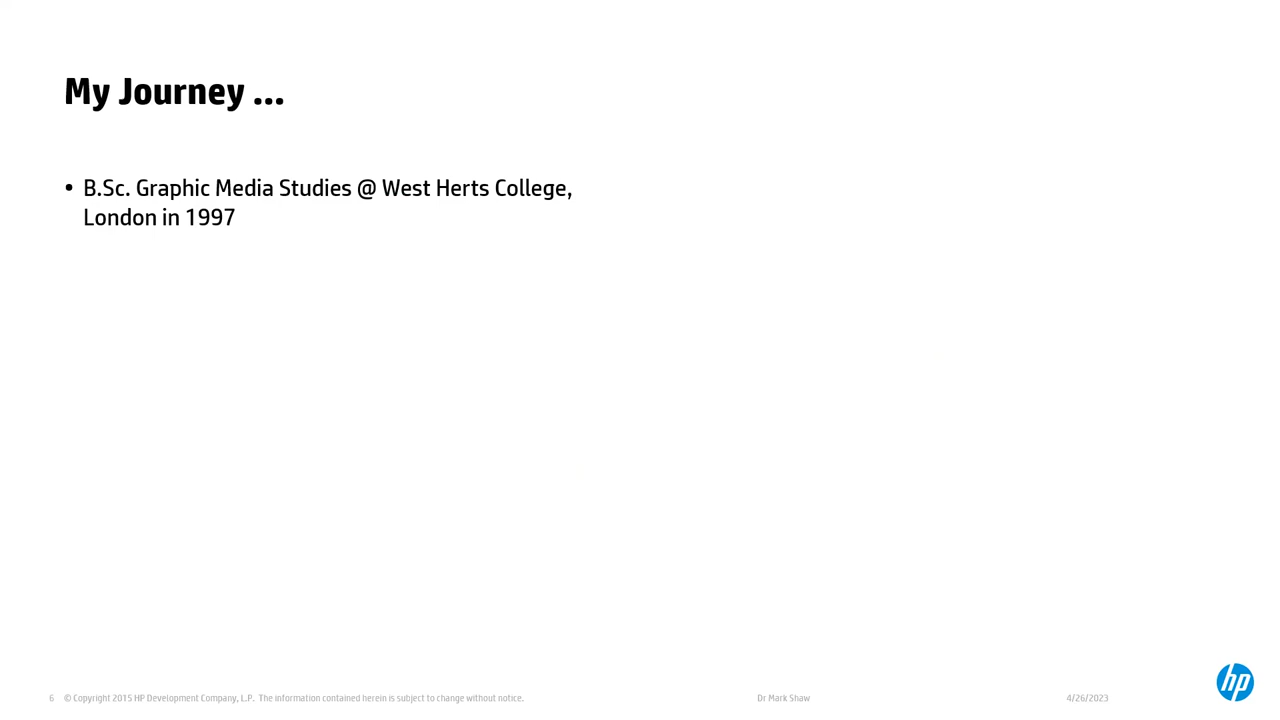 My Journey ...
• B.Sc. Graphic Media Studies @ West Herts College,
London in 1997
6 © Copyright 2015 HP Development Company, L.P. The information contained herein is subject to change without notice.
Dr Mark Shaw
4/26/2023
hp